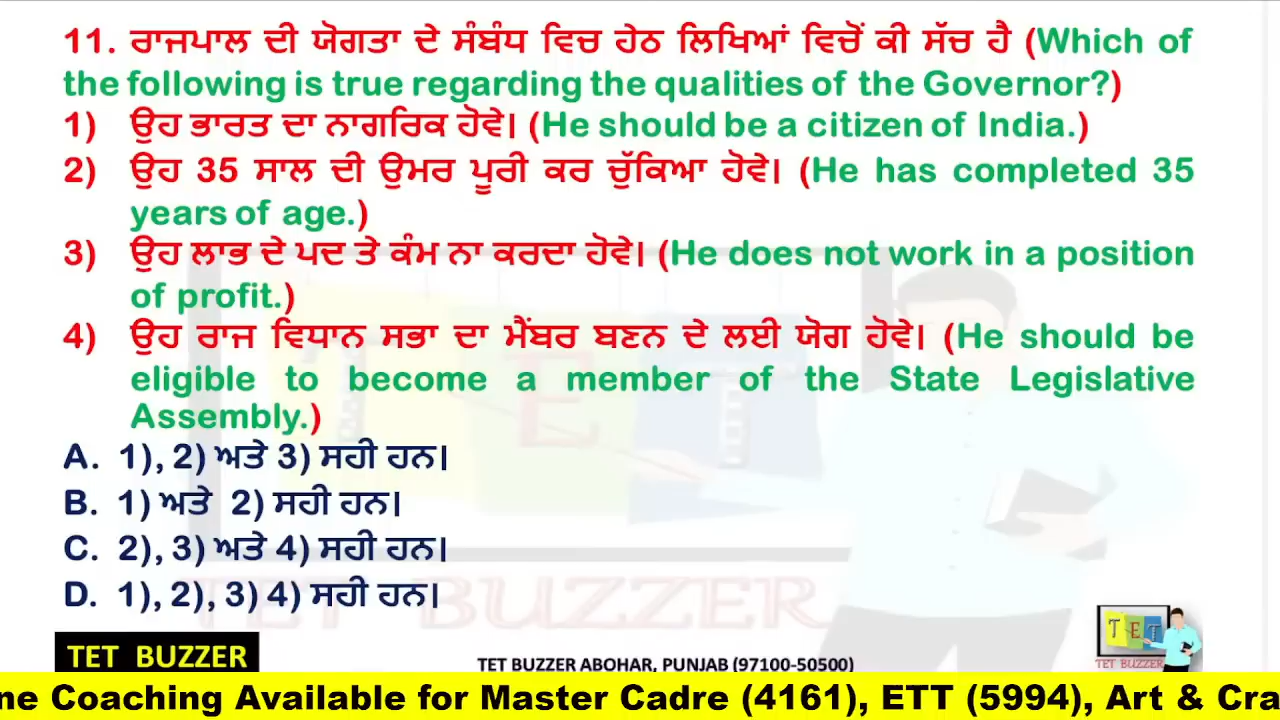 11. ਰਾਜਪਾਲ ਦੀ ਯੋਗਤਾ ਦੇ ਸੰਬੰਧ ਵਿਚ ਹੇਠ ਲਿਖਿਆਂ ਵਿਚੋਂ ਕੀ ਸੱਚ ਹੈ (Which of
the following is true regarding the qualities of the Governor?)
1) ਉਹ ਭਾਰਤ ਦਾ ਨਾਗਰਿਕ ਹੋਵੇ। (He should be a citizen of India.)
2) ਉਹ 35 ਸਾਲ ਦੀ ਉਮਰ ਪੂਰੀ ਕਰ ਚੁੱਕਿਆ ਹੋਵੇ। (He has completed 35
years of age.)
3) ਉਹ ਲਾਭ ਦੇ ਪਦ ਤੇ ਕੰਮ ਨਾ ਕਰਦਾ ਹੋਵੇ। (He does not work in a position
of profit.)
4) ਉਹ ਰਾਜ ਵਿਧਾਨ ਸਭਾ ਦਾ ਮੈਂਬਰ ਬਣਨ ਦੇ ਲਈ ਯੋਗ ਹੋਵੇ। (He should be
eligible to become a member of the State Legislative
Assembly.)
A. 1), 2) ਅਤੇ 3) ਸਹੀ ਹਨ।
B. 1) ਅਤੇ 2) ਸਹੀ ਹਨ।
C. 2), 3) ਅਤੇ 4) ਸਹੀ ਹਨ।
D. 1), 2), 3) 4) ਸਹੀ ਹਨ।
TET BUZZER
TET
TET BUZZER
TET BUZZER
TET BUZZER ABOHAR, PUNJAB (97100-50500)
ne Coaching Available for Master Cadre (4161), ETT (5994), Art & Cra